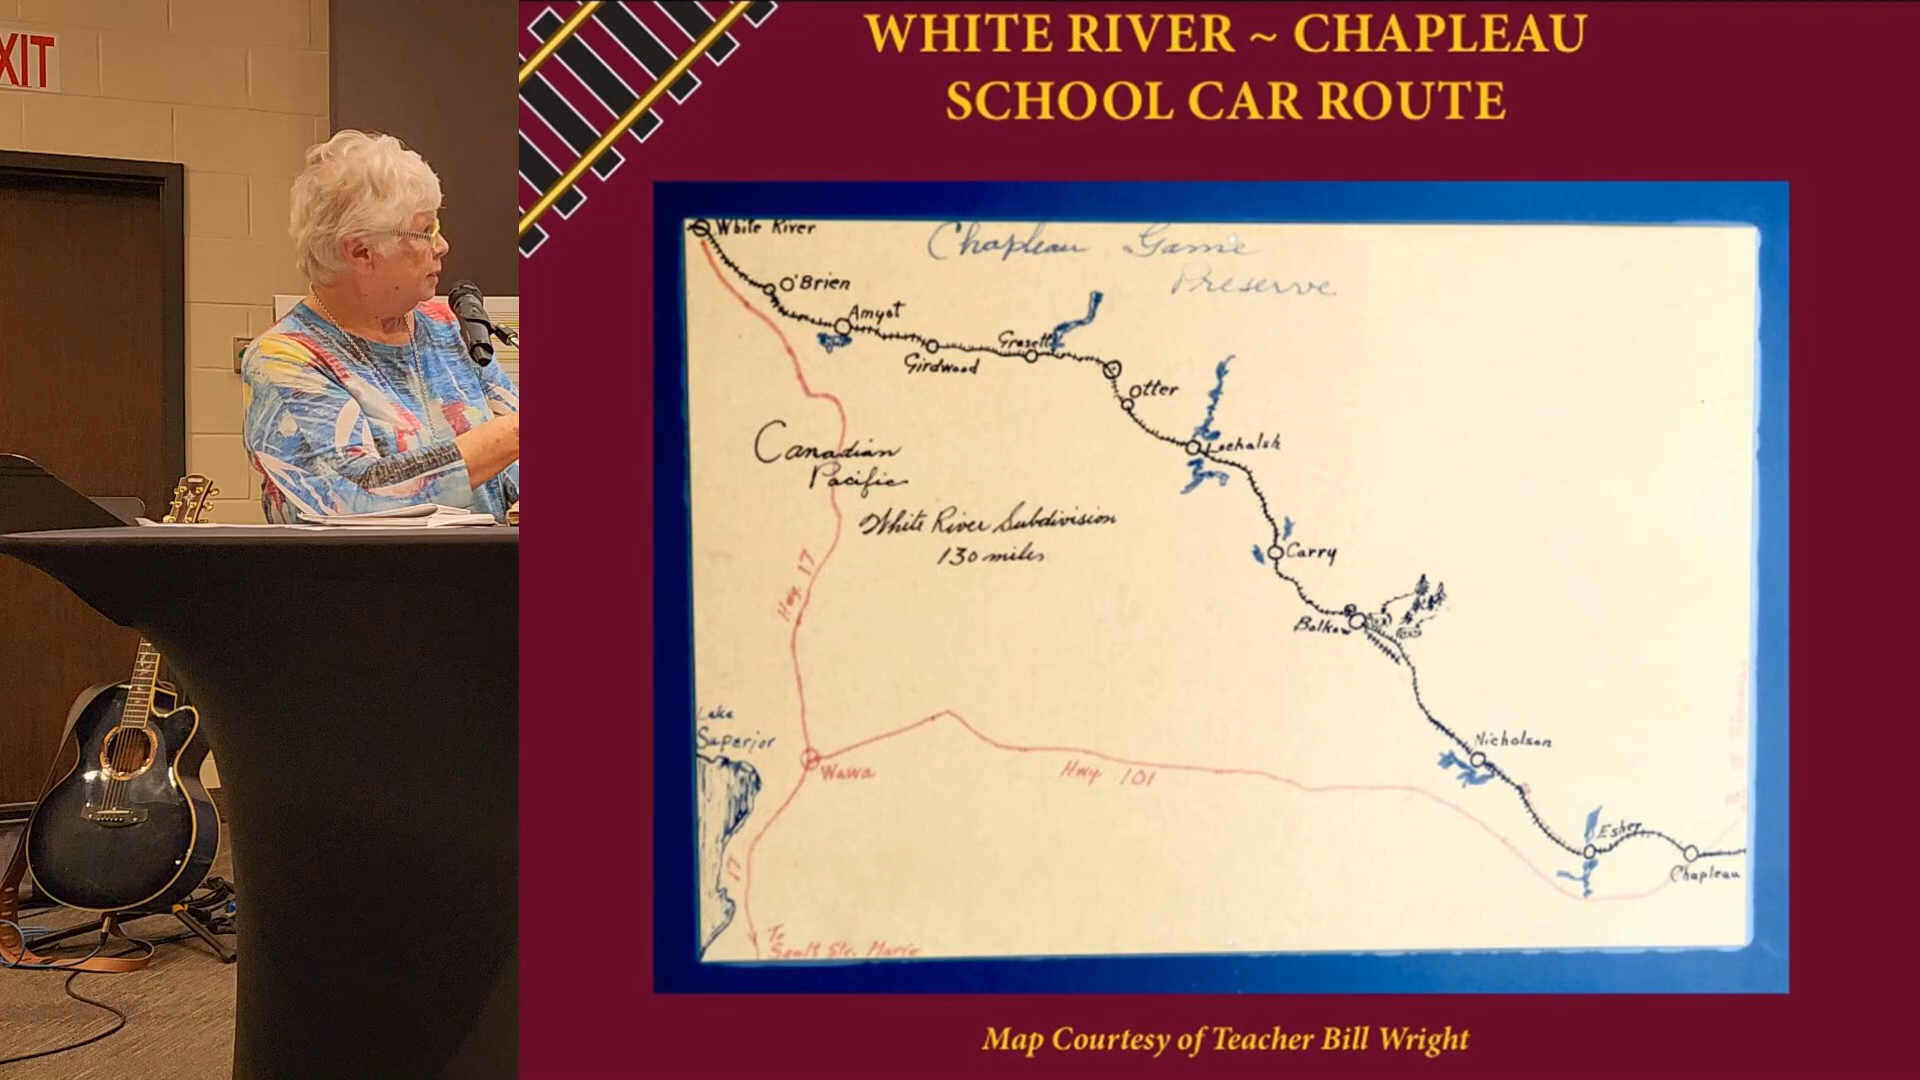 XIT
WHITE RIVER ~ CHAPLEAU
SCHOOL CAR ROUTE
White River
Chapleau Game
Preserve
O'Brien
Amyot
Girdwood
Grasett
Otter
Lochalsh
Canadian
Pacific
White River Subdivision
130 miles
Carry
Hwy. 17
Bolkow
Lake
Superior
Nicholson
Wawa
Hwy. 101
Esher
Chapleau
17
To
Sault Ste. Marie
Map Courtesy of Teacher Bill Wright